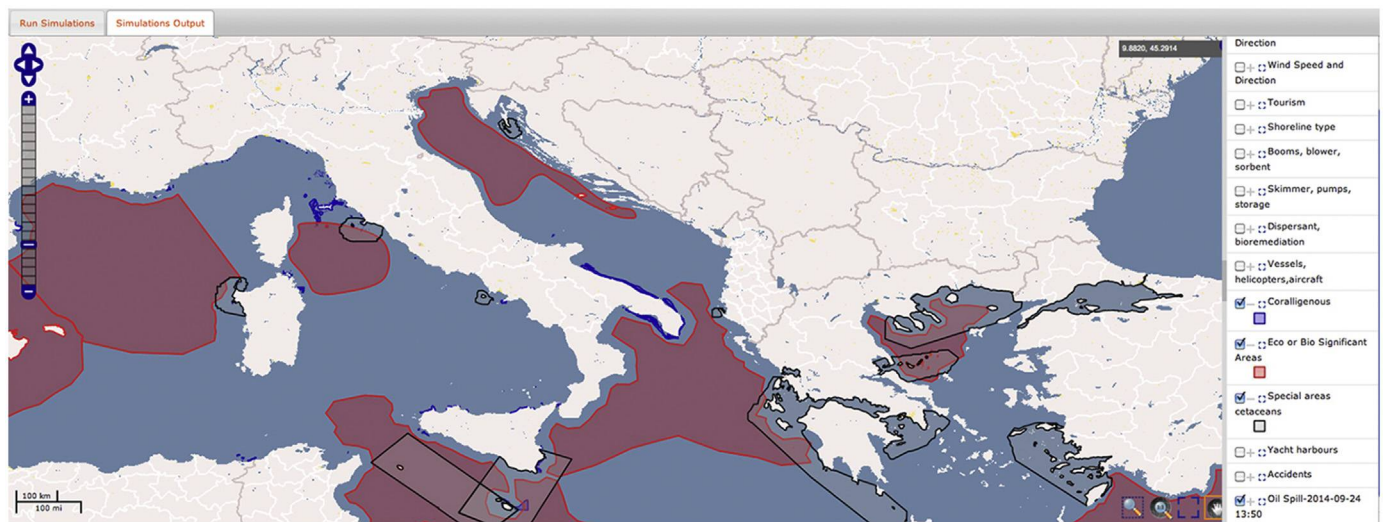 Run Simulations
Simulations Output
9.8820, 45.2914
Direction
Wind Speed and
Direction
Tourism
Shoreline type
Booms, blower,
sorbent
Skimmer, pumps,
storage
Dispersant,
bioremediation
Vessels,
helicopters,aircraft
Coralligenous
Eco or Bio Significant
Areas
Special areas
cetaceans
Yacht harbours
Accidents
Oil Spill-2014-09-24
13:50
100 km
100 mi